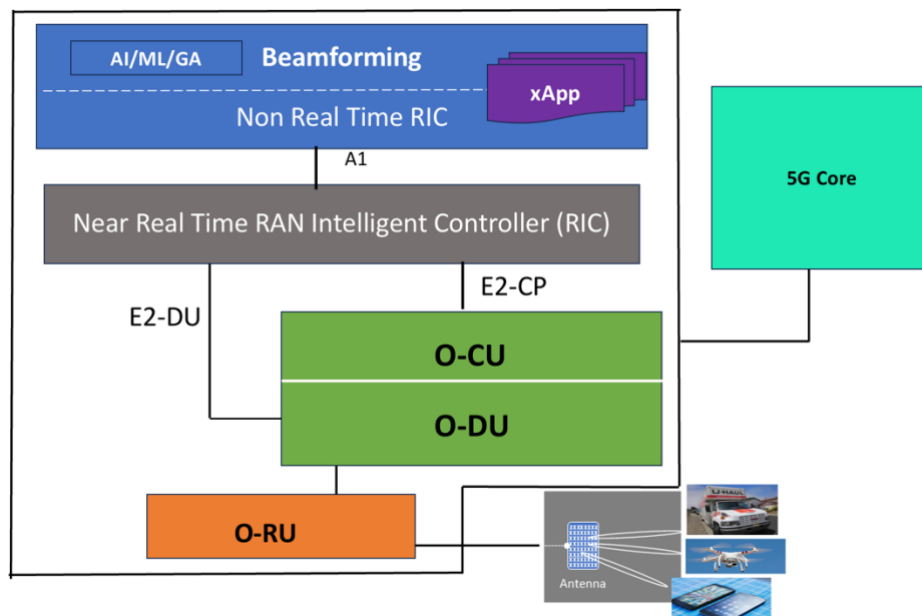 AI/ML/GA
Beamforming
xApp
Non Real Time RIC
A1
Near Real Time RAN Intelligent Controller (RIC)
5G Core
E2-DU
E2-CP
O-CU
O-DU
O-RU
Antenna
U-HAUL